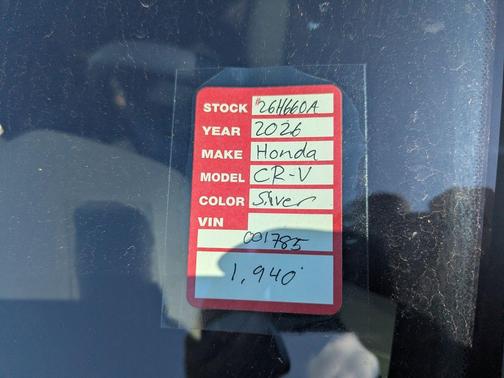 STOCK "26H660A
YEAR 2026
MAKE Honda
MODEL CR-V
COLOR Silver
VIN
001785
1,940